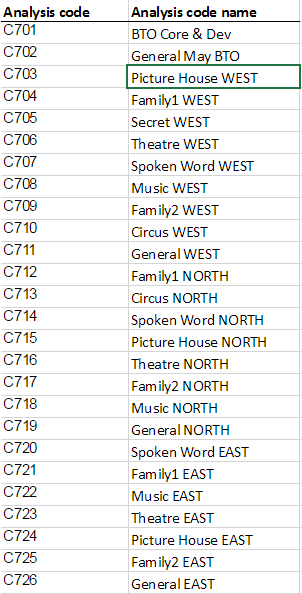 Analysis code Analysis code name
C701 BTO Core & Dev
C702 General May BTO
C703 Picture House WEST
C704 Family1 WEST
C705 Secret WEST
C706 Theatre WEST
C707 Spoken Word WEST
C708 Music WEST
C709 Family2 WEST
C710 Circus WEST
C711 General WEST
C712 Family1 NORTH
C713 Circus NORTH
C714 Spoken Word NORTH
C715 Picture House NORTH
C716 Theatre NORTH
C717 Family2 NORTH
C718 Music NORTH
C719 General NORTH
C720 Spoken Word EAST
C721 Family1 EAST
C722 Music EAST
C723 Theatre EAST
C724 Picture House EAST
C725 Family2 EAST
C726 General EAST